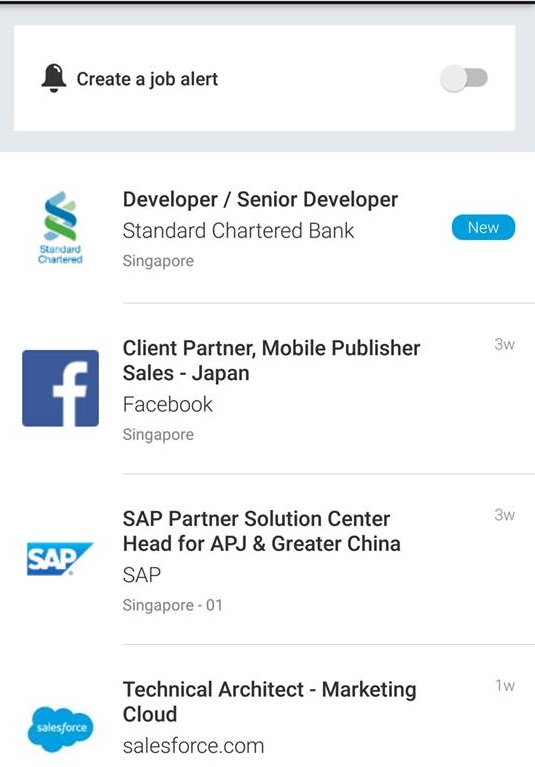 Create a job alert
Standard
Chartered
Developer / Senior Developer
Standard Chartered Bank
Singapore
New
f
Client Partner, Mobile Publisher
Sales - Japan
Facebook
Singapore
3w
SAP
SAP Partner Solution Center
Head for APJ & Greater China
SAP
Singapore - 01
3w
salesforce
Technical Architect - Marketing
Cloud
salesforce.com
1w